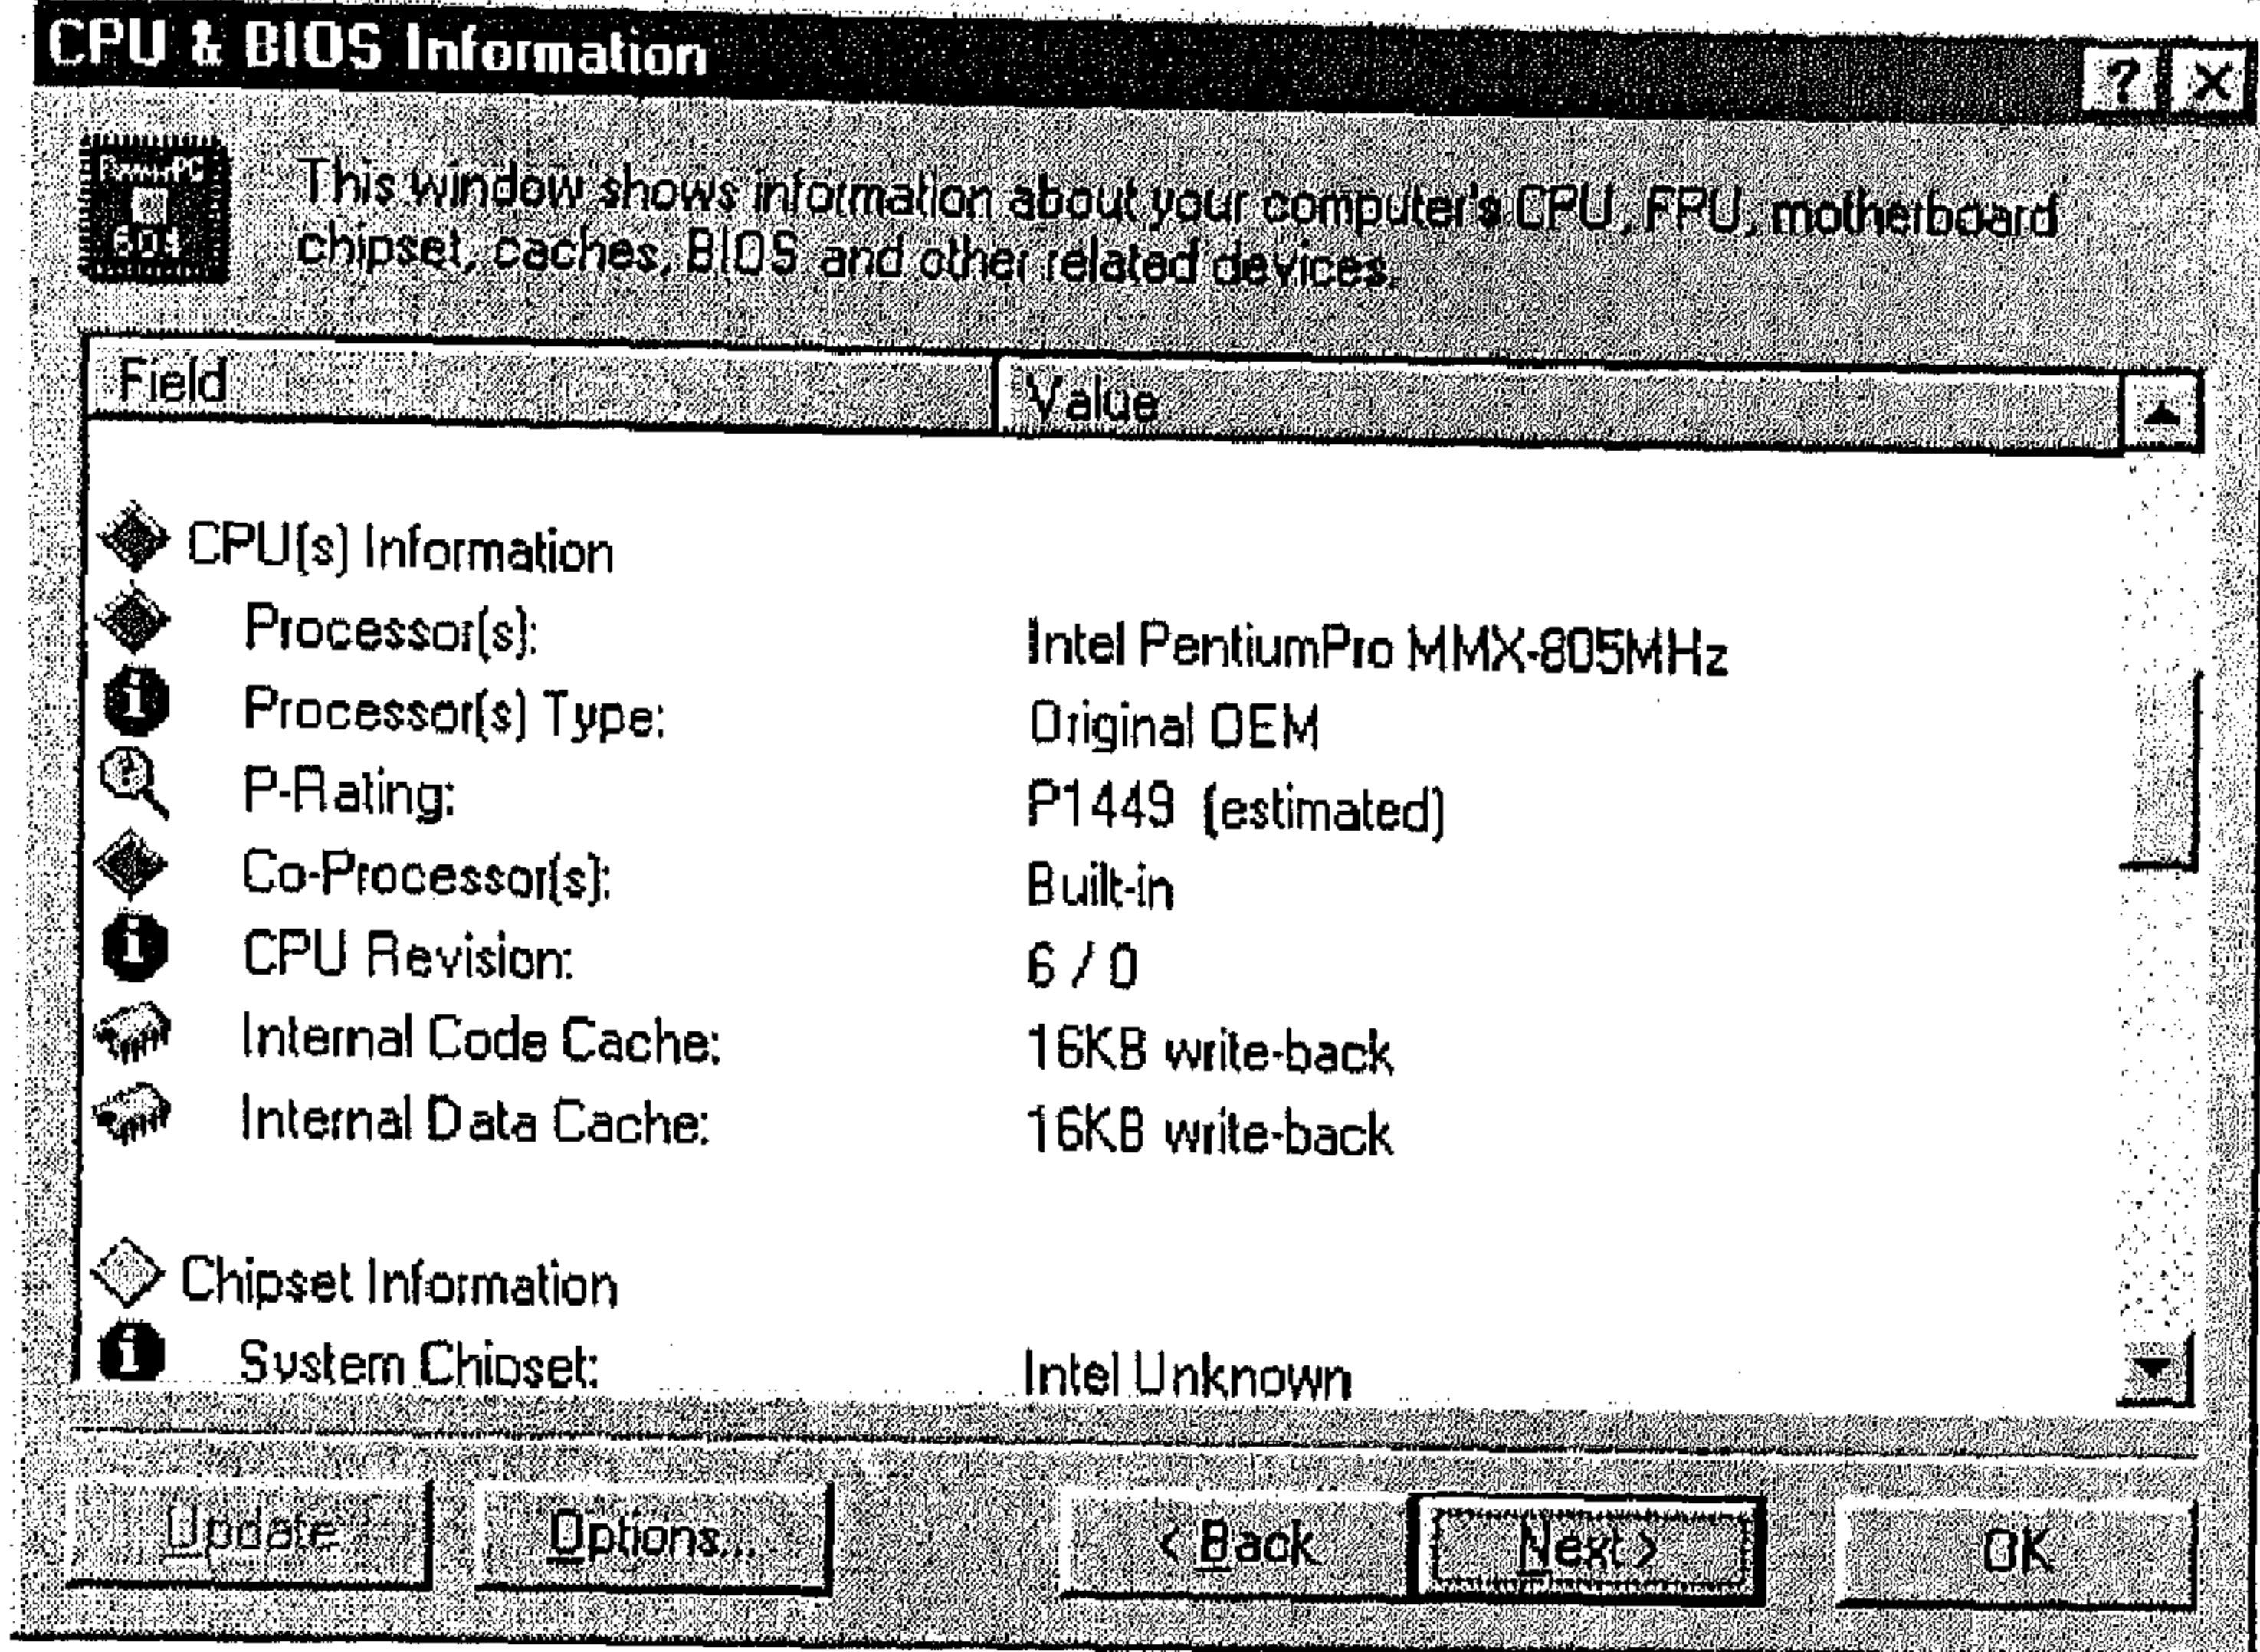 CPU & BIOS Information
This window shows information about your computer's CPU, FPU, motherboard
chipset, caches, BIOS and other related devices.
Field Value
CPU(s) Information
Processor(s): Intel PentiumPro MMX-805MHz
Processor(s) Type: Original OEM
P-Rating: P1449 (estimated)
Co-Processor(s): Built-in
CPU Revision: 6 / 0
Internal Code Cache: 16KB write-back
Internal Data Cache: 16KB write-back
Chipset Information
System Chipset: Intel Unknown
Update Options... < Back Next > OK